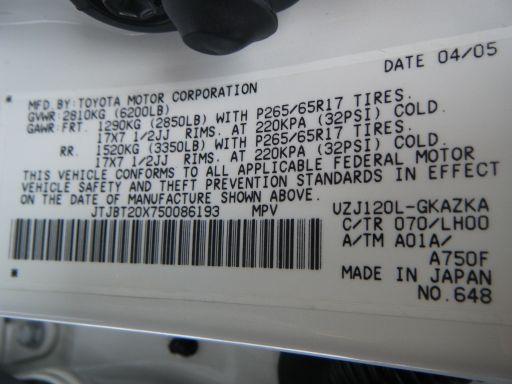 DATE 04/05
MFD. BY: TOYOTA MOTOR CORPORATION
GVWR: 2810KG (6200LB)
GAWR: FRT. 1290KG (2850LB) WITH P265/65R17 TIRES.
17X7 1/2JJ RIMS. AT 220KPA (32PSI) COLD.
RR. 1520KG (3350LB) WITH P265/65R17 TIRES.
17X7 1/2JJ RIMS. AT 220KPA (32PSI) COLD.
THIS VEHICLE CONFORMS TO ALL APPLICABLE FEDERAL MOTOR
VEHICLE SAFETY AND THEFT PREVENTION STANDARDS IN EFFECT
ON THE DATE OF MANUFACTURE SHOWN ABOVE.
JTJBT20X750086193 MPV UZJ120L-GKAZKA
C/TR 070/LH00
A/TM A01A/
A750F
MADE IN JAPAN
NO.648